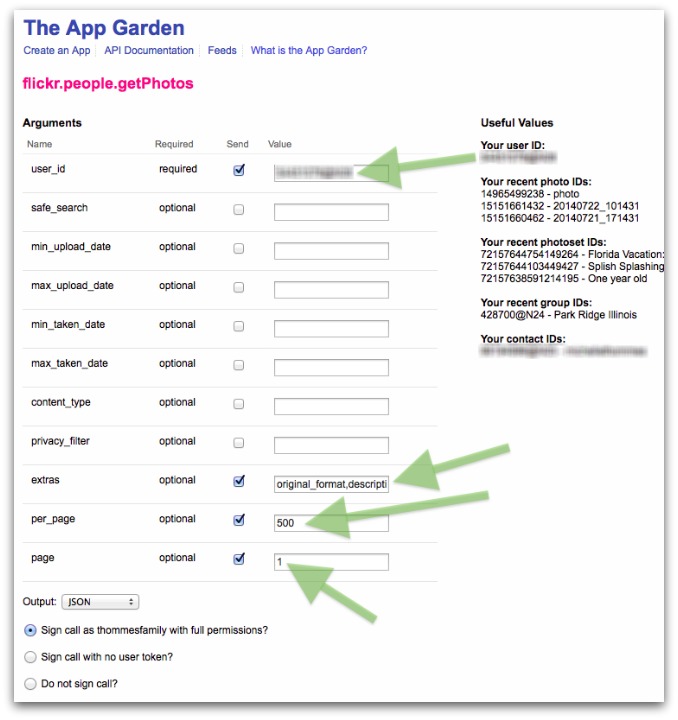 The App Garden
Create an App API Documentation Feeds What is the App Garden?
flickr.people.getPhotos
Arguments
Name Required Send Value
user_id required
safe_search optional
min_upload_date optional
max_upload_date optional
min_taken_date optional
max_taken_date optional
content_type optional
privacy_filter optional
extras optional original_format,descripti
per_page optional 500
page optional 1
Output: JSON
Sign call as thommesfamily with full permissions?
Sign call with no user token?
Do not sign call?
Useful Values
Your user ID:
Your recent photo IDs:
14965499238 - photo
15151661432 - 20140722_101431
15151660462 - 20140721_171431
Your recent photoset IDs:
72157644754149264 - Florida Vacation:
72157644103449427 - Splish Splashing
72157638591214195 - One year old
Your recent group IDs:
428700@N24 - Park Ridge Illinois
Your contact IDs: